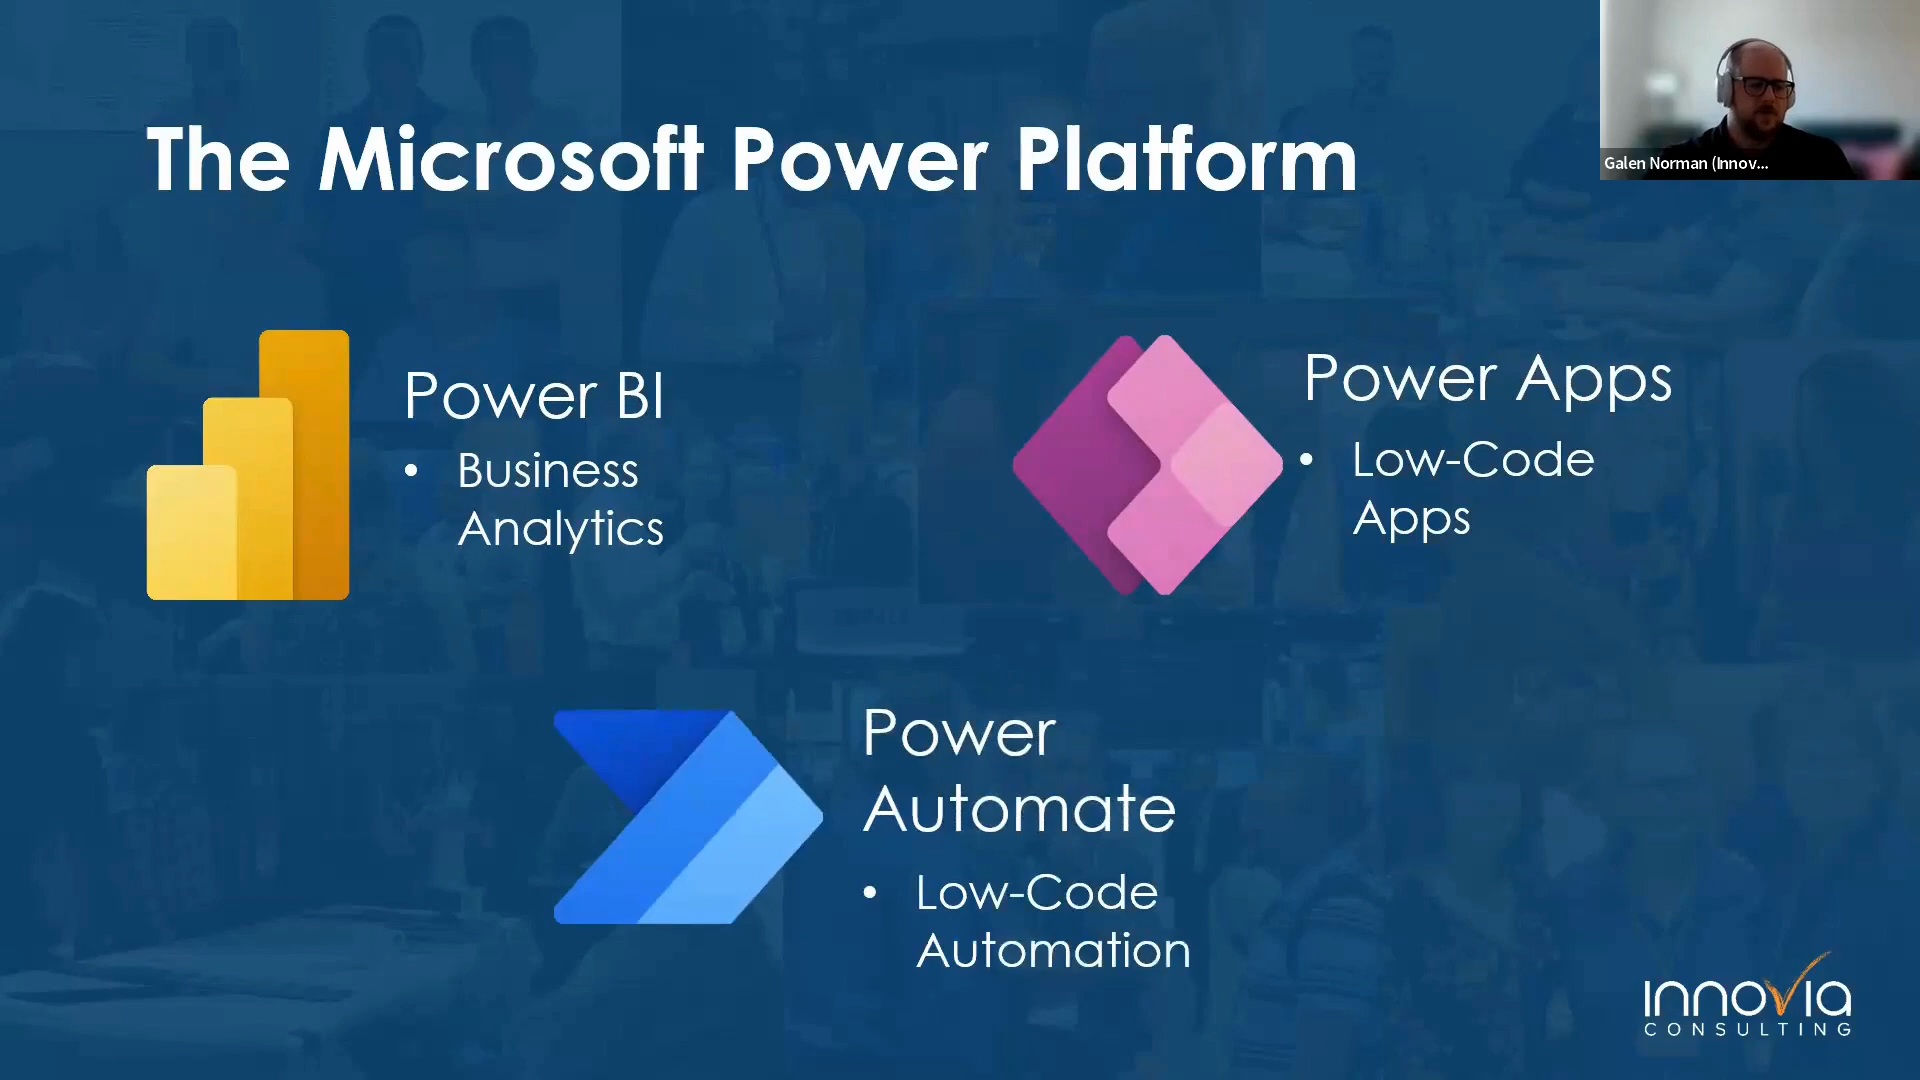 The Microsoft Power Platform
Galen Norman (Innov...
Power BI
• Business
Analytics
Power Apps
• Low-Code
Apps
Power
Automate
• Low-Code
Automation
innovia
CONSULTING